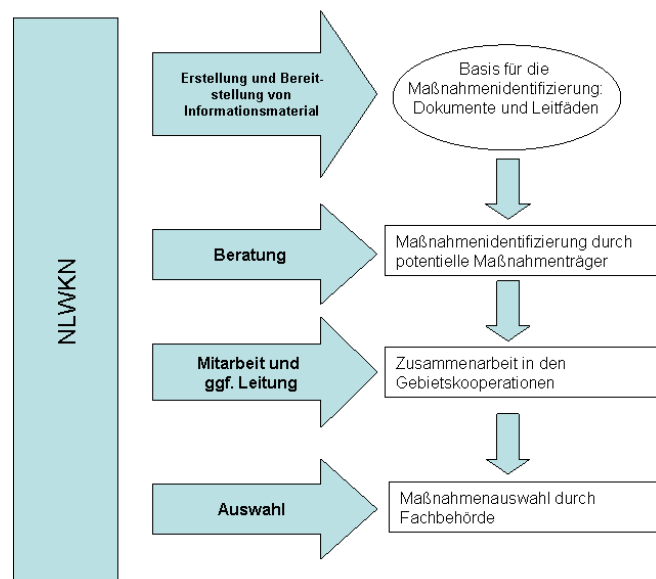 NLWKN
Erstellung und Bereit-
stellung von
Informationsmaterial
Basis für die
Maßnahmenidentifizierung:
Dokumente und Leitfäden
Beratung
Maßnahmenidentifizierung durch
potentielle Maßnahmenträger
Mitarbeit und
ggf. Leitung
Zusammenarbeit in den
Gebietskooperationen
Auswahl
Maßnahmenauswahl durch
Fachbehörde